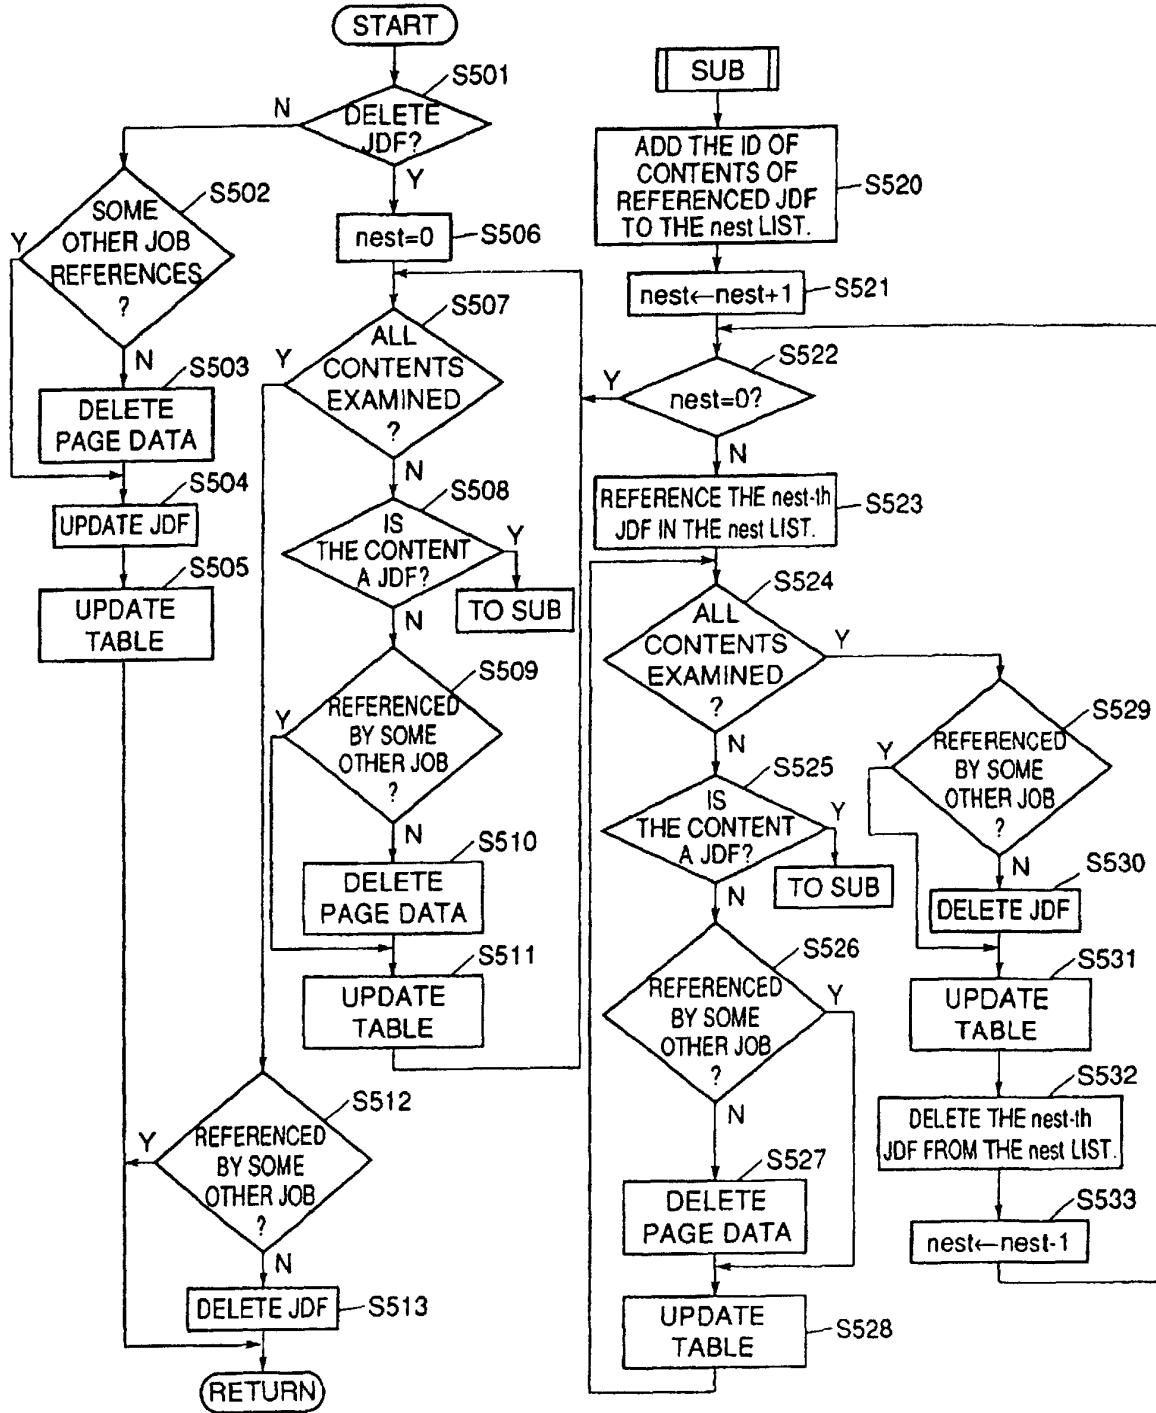 START
S501
N
DELETE
JDF?
Y
S502
SOME
OTHER JOB
REFERENCES
?
Y
N
S503
DELETE
PAGE DATA
S504
UPDATE JDF
S505
UPDATE
TABLE
nest=0
S506
S507
ALL
CONTENTS
EXAMINED
?
Y
N
S508
IS
THE CONTENT
A JDF?
Y
TO SUB
N
S509
REFERENCED
BY SOME
OTHER JOB
?
Y
N
S510
DELETE
PAGE DATA
S511
UPDATE
TABLE
S512
REFERENCED
BY SOME
OTHER JOB
?
Y
N
DELETE JDF
S513
RETURN
SUB
ADD THE ID OF
CONTENTS OF
REFERENCED JDF
TO THE nest LIST.
S520
nest←nest+1
S521
S522
nest=0?
Y
N
REFERENCE THE nest-th
JDF IN THE nest LIST.
S523
S524
ALL
CONTENTS
EXAMINED
?
Y
N
S525
IS
THE CONTENT
A JDF?
Y
TO SUB
N
S526
REFERENCED
BY SOME
OTHER JOB
?
Y
N
S527
DELETE
PAGE DATA
UPDATE
TABLE
S528
S529
REFERENCED
BY SOME
OTHER JOB
?
Y
N
S530
DELETE JDF
S531
UPDATE
TABLE
S532
DELETE THE nest-th
JDF FROM THE nest LIST.
S533
nest←nest-1